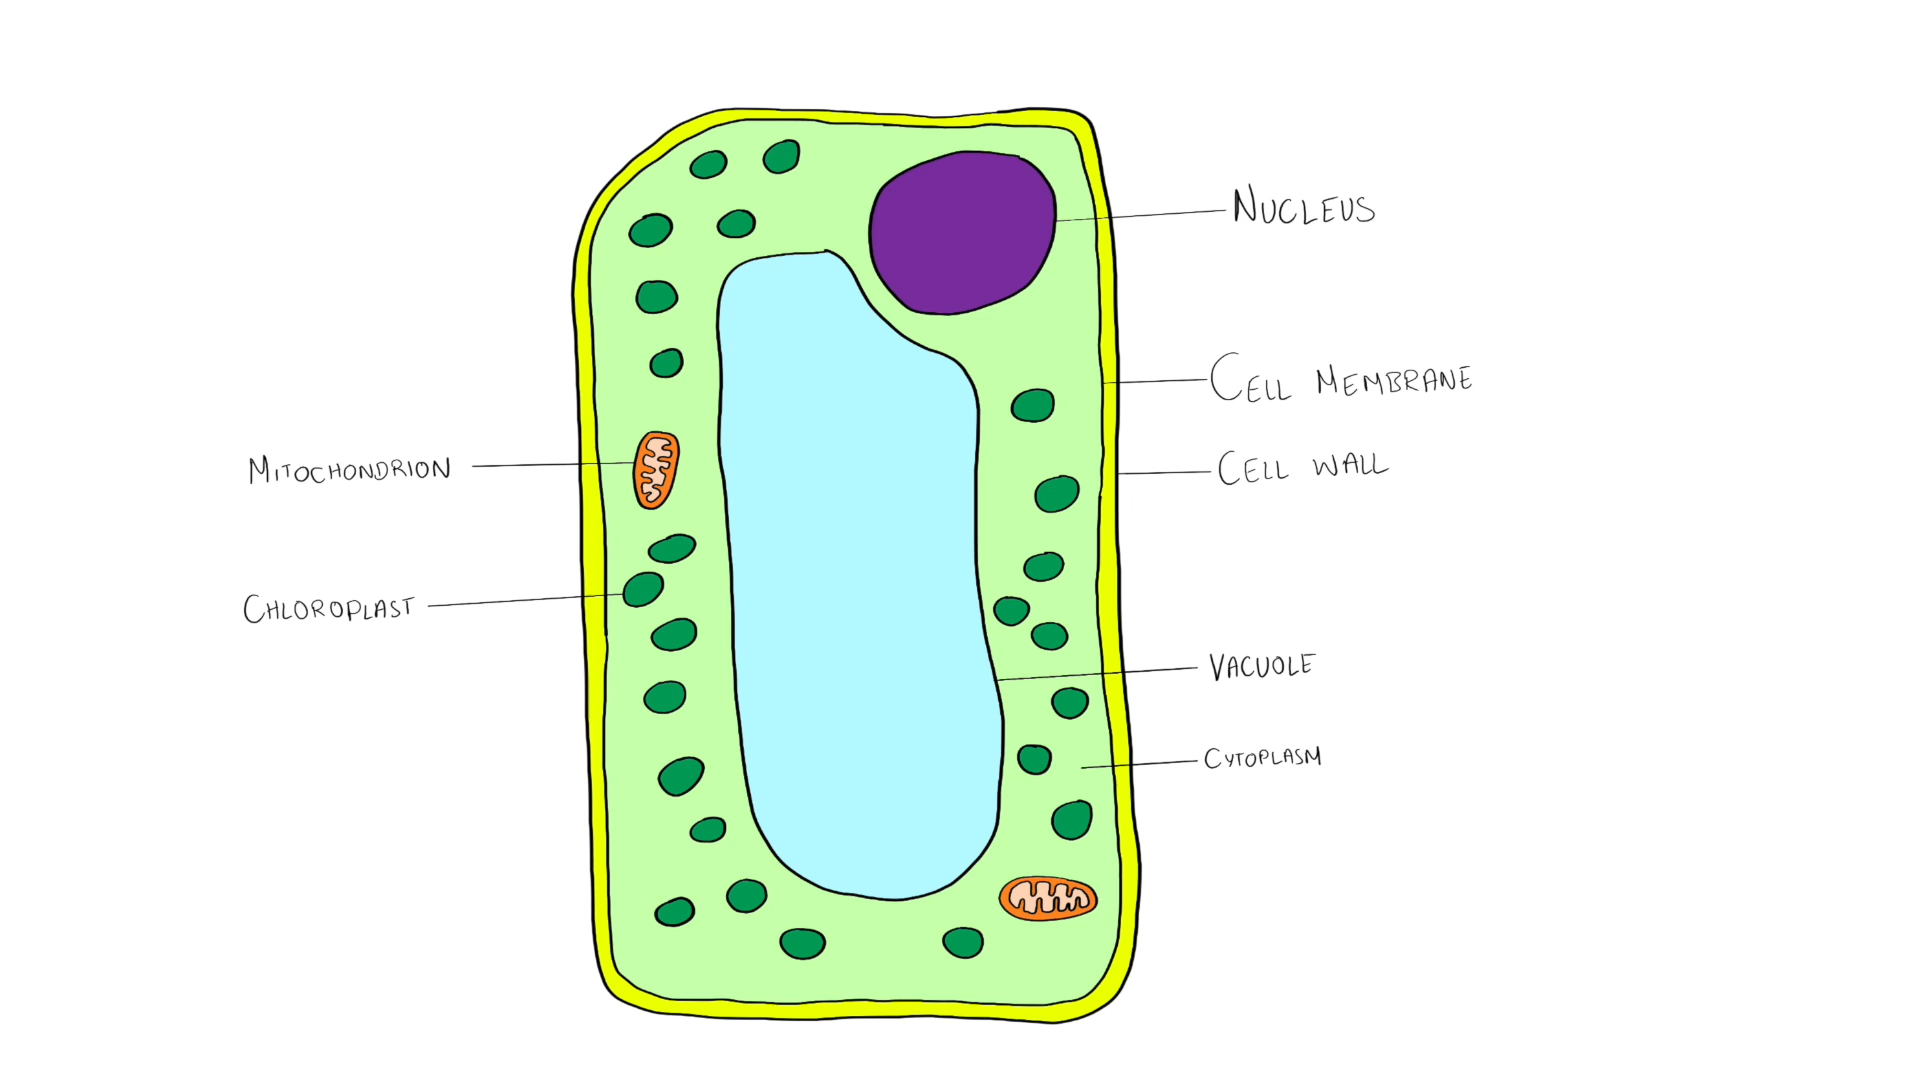 NUCLEUS
CELL MEMBRANE
MITOCHONDRION
CELL WALL
CHLOROPLAST
VACUOLE
CYTOPLASM